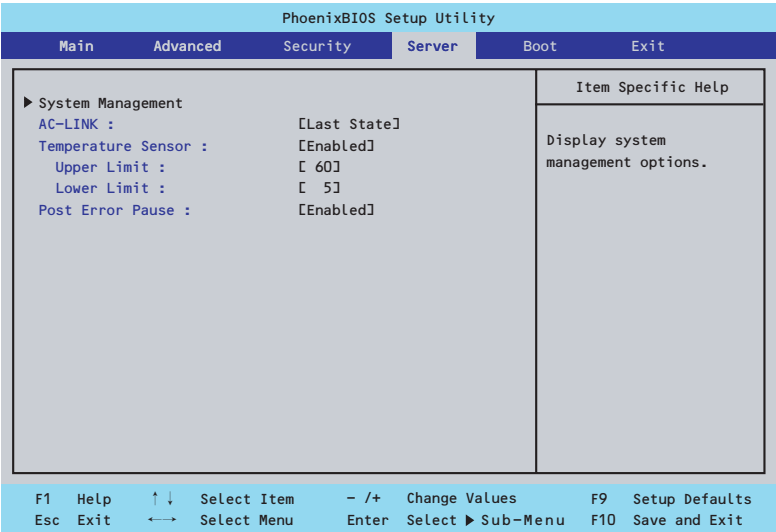 PhoenixBIOS Setup Utility
Main Advanced Security Server Boot Exit
Item Specific Help
▶ System Management
AC-LINK : [Last State]
Temperature Sensor : [Enabled]
Upper Limit : [ 60]
Lower Limit : [ 5]
Post Error Pause : [Enabled]
Display system
management options.
F1 Help ↑↓ Select Item - /+ Change Values F9 Setup Defaults
Esc Exit ←→ Select Menu Enter Select ▶ Sub-Menu F10 Save and Exit